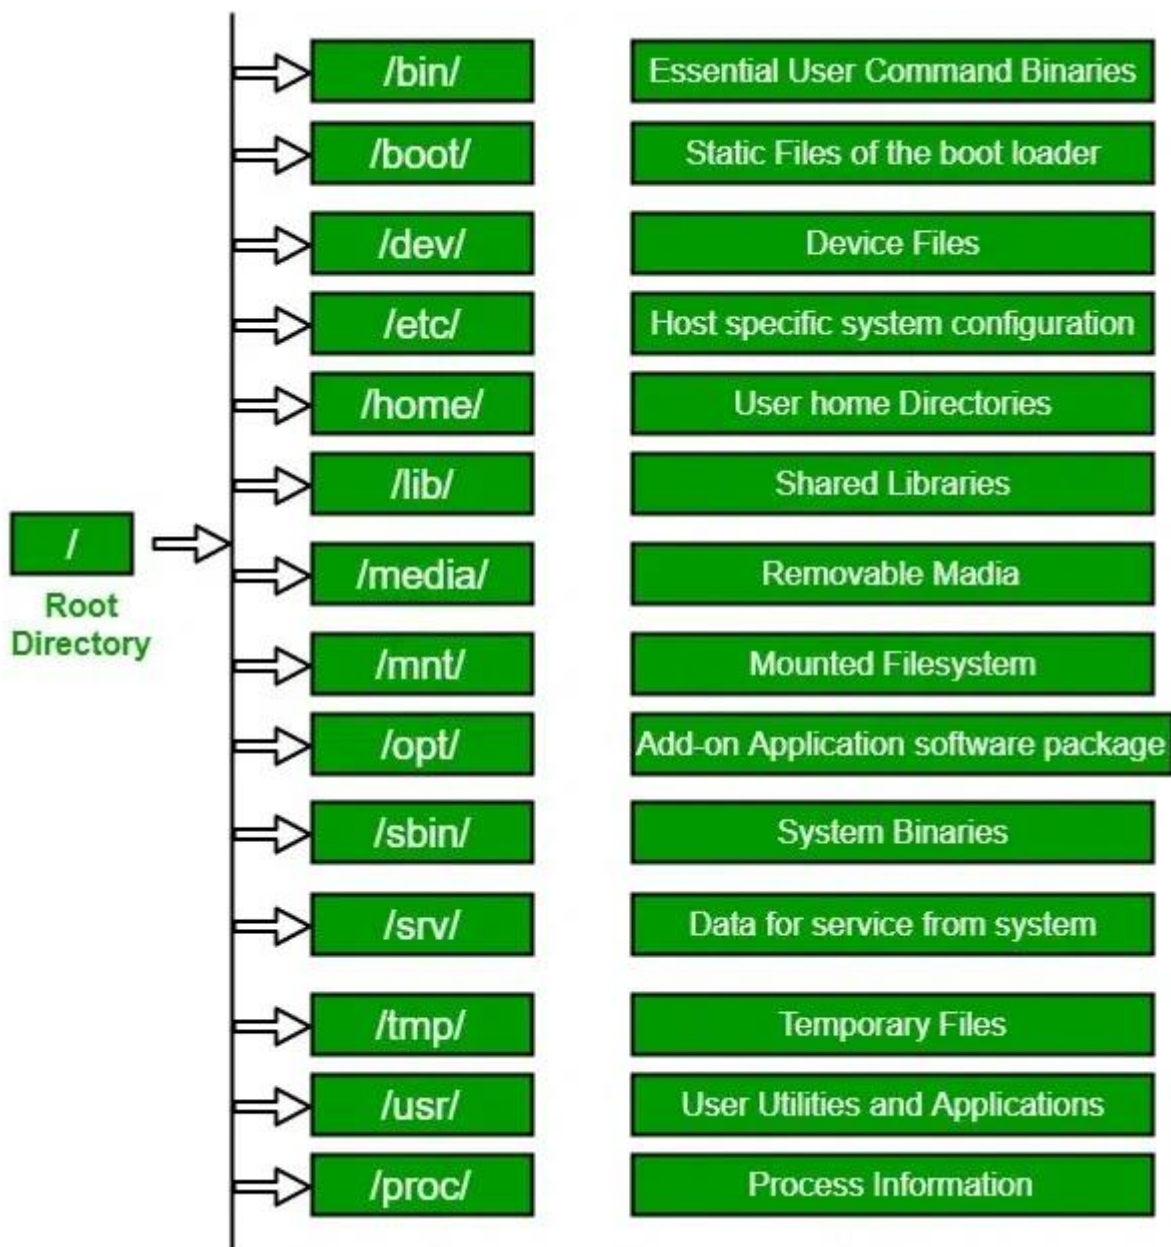 /bin/ Essential User Command Binaries
/boot/ Static Files of the boot loader
/dev/ Device Files
/etc/ Host specific system configuration
/home/ User home Directories
/lib/ Shared Libraries
/
Root
Directory
/media/ Removable Madia
/mnt/ Mounted Filesystem
/opt/ Add-on Application software package
/sbin/ System Binaries
/srv/ Data for service from system
/tmp/ Temporary Files
/usr/ User Utilities and Applications
/proc/ Process Information